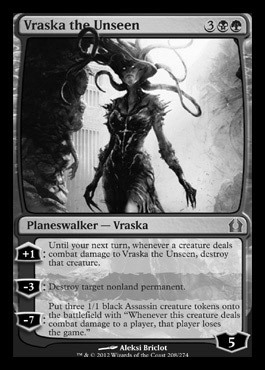 Vraska the Unseen 3
Planeswalker — Vraska
+1: Until your next turn, whenever a creature deals
combat damage to Vraska the Unseen, destroy
that creature.
-3: Destroy target nonland permanent.
-7: Put three 1/1 black Assassin creature tokens onto
the battlefield with “Whenever this creature deals
combat damage to a player, that player loses
the game.”
5
Aleksi Briclot
™ & © 2012 Wizards of the Coast 208/274